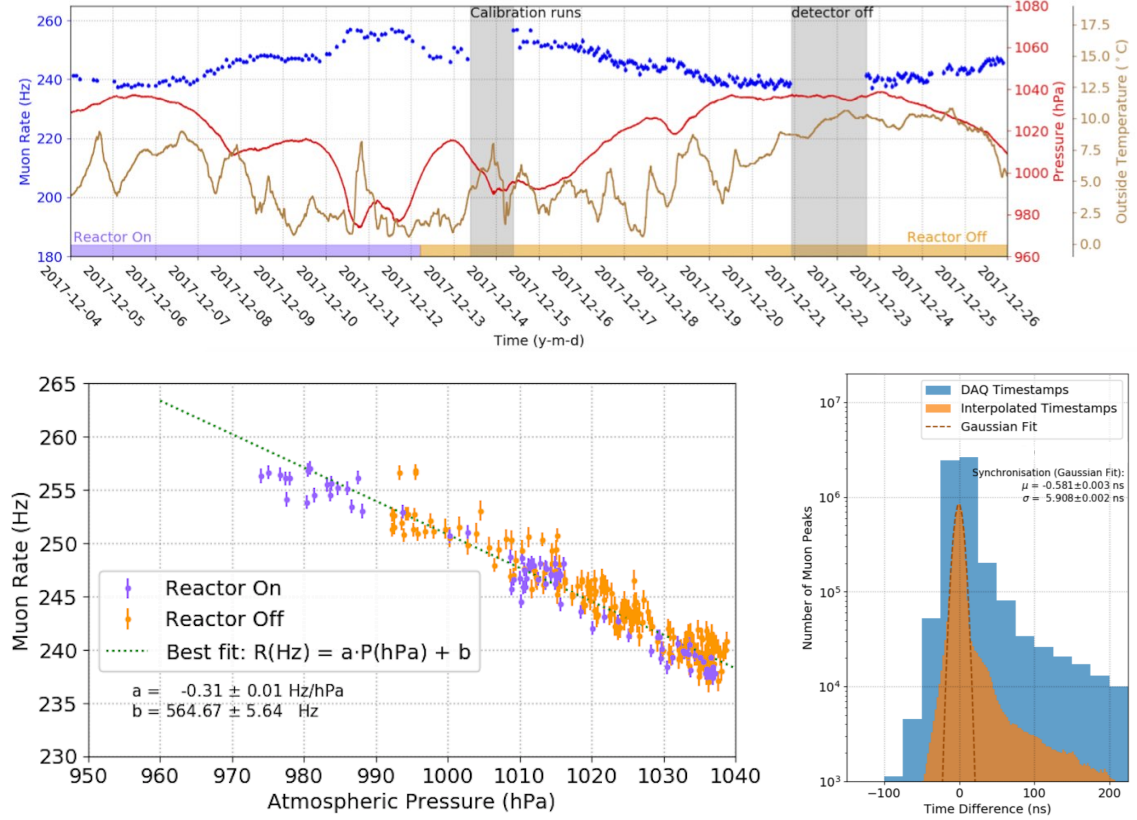 Calibration runs
detector off
260
240
220
200
180
Muon Rate (Hz)
1080
1060
1040
1020
1000
980
960
Pressure (hPa)
17.5
15.0
12.5
10.0
7.5
5.0
2.5
0.0
Outside Temperature (°C)
Reactor On
Reactor Off
2017-12-04
2017-12-05
2017-12-06
2017-12-07
2017-12-08
2017-12-09
2017-12-10
2017-12-11
2017-12-12
2017-12-13
2017-12-14
2017-12-15
2017-12-16
2017-12-17
2017-12-18
2017-12-19
2017-12-20
2017-12-21
2017-12-22
2017-12-23
2017-12-24
2017-12-25
2017-12-26
Time (y-m-d)
265
260
255
250
245
240
235
230
Muon Rate (Hz)
Reactor On
Reactor Off
Best fit: R(Hz) = a·P(hPa) + b
a = -0.31 ± 0.01 Hz/hPa
b = 564.67 ± 5.64 Hz
950 960 970 980 990 1000 1010 1020 1030 1040
Atmospheric Pressure (hPa)
DAQ Timestamps
Interpolated Timestamps
Gaussian Fit
Synchronisation (Gaussian Fit):
μ = -0.581±0.003 ns
σ = 5.908±0.002 ns
10⁷
10⁶
10⁵
10⁴
10³
Number of Muon Peaks
−100 0 100 200
Time Difference (ns)